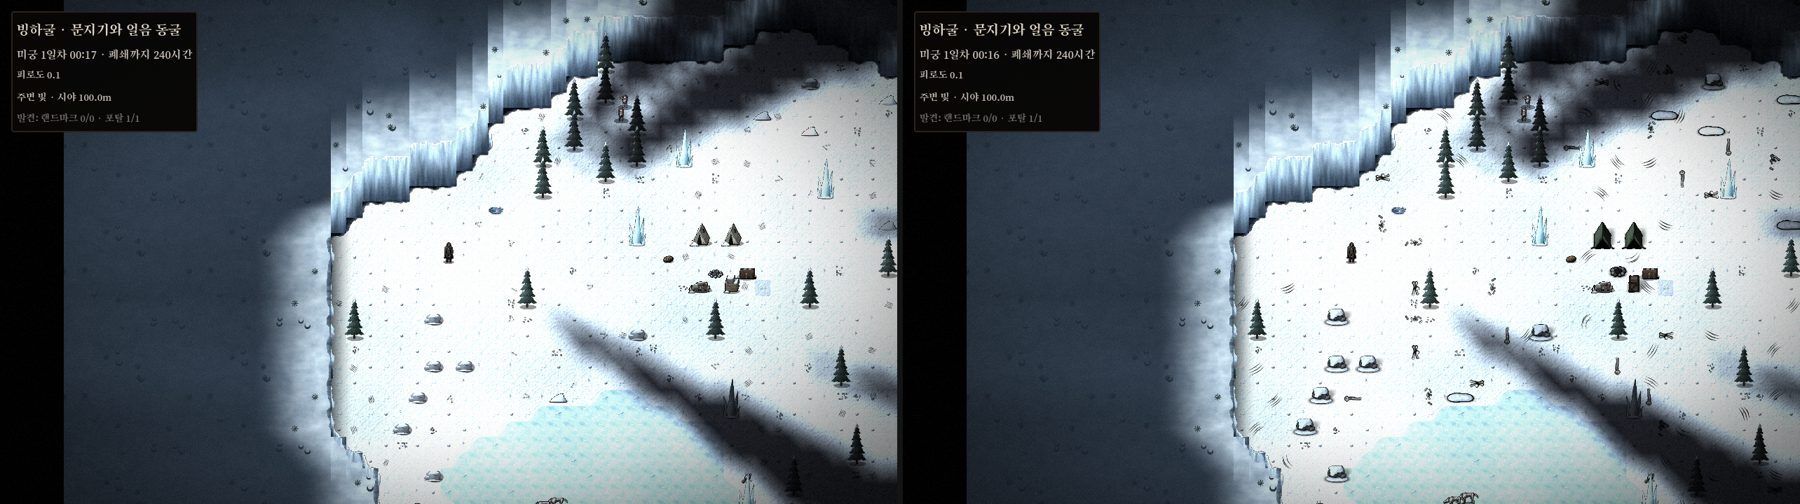 빙하굴 · 문지기와 얼음 동굴
미궁 1일차 00:17 · 폐쇄까지 240시간
피로도 0.1
주변 빛 · 시야 100.0m
발견: 랜드마크 0/0 · 포탈 1/1
빙하굴 · 문지기와 얼음 동굴
미궁 1일차 00:16 · 폐쇄까지 240시간
피로도 0.1
주변 빛 · 시야 100.0m
발견: 랜드마크 0/0 · 포탈 1/1